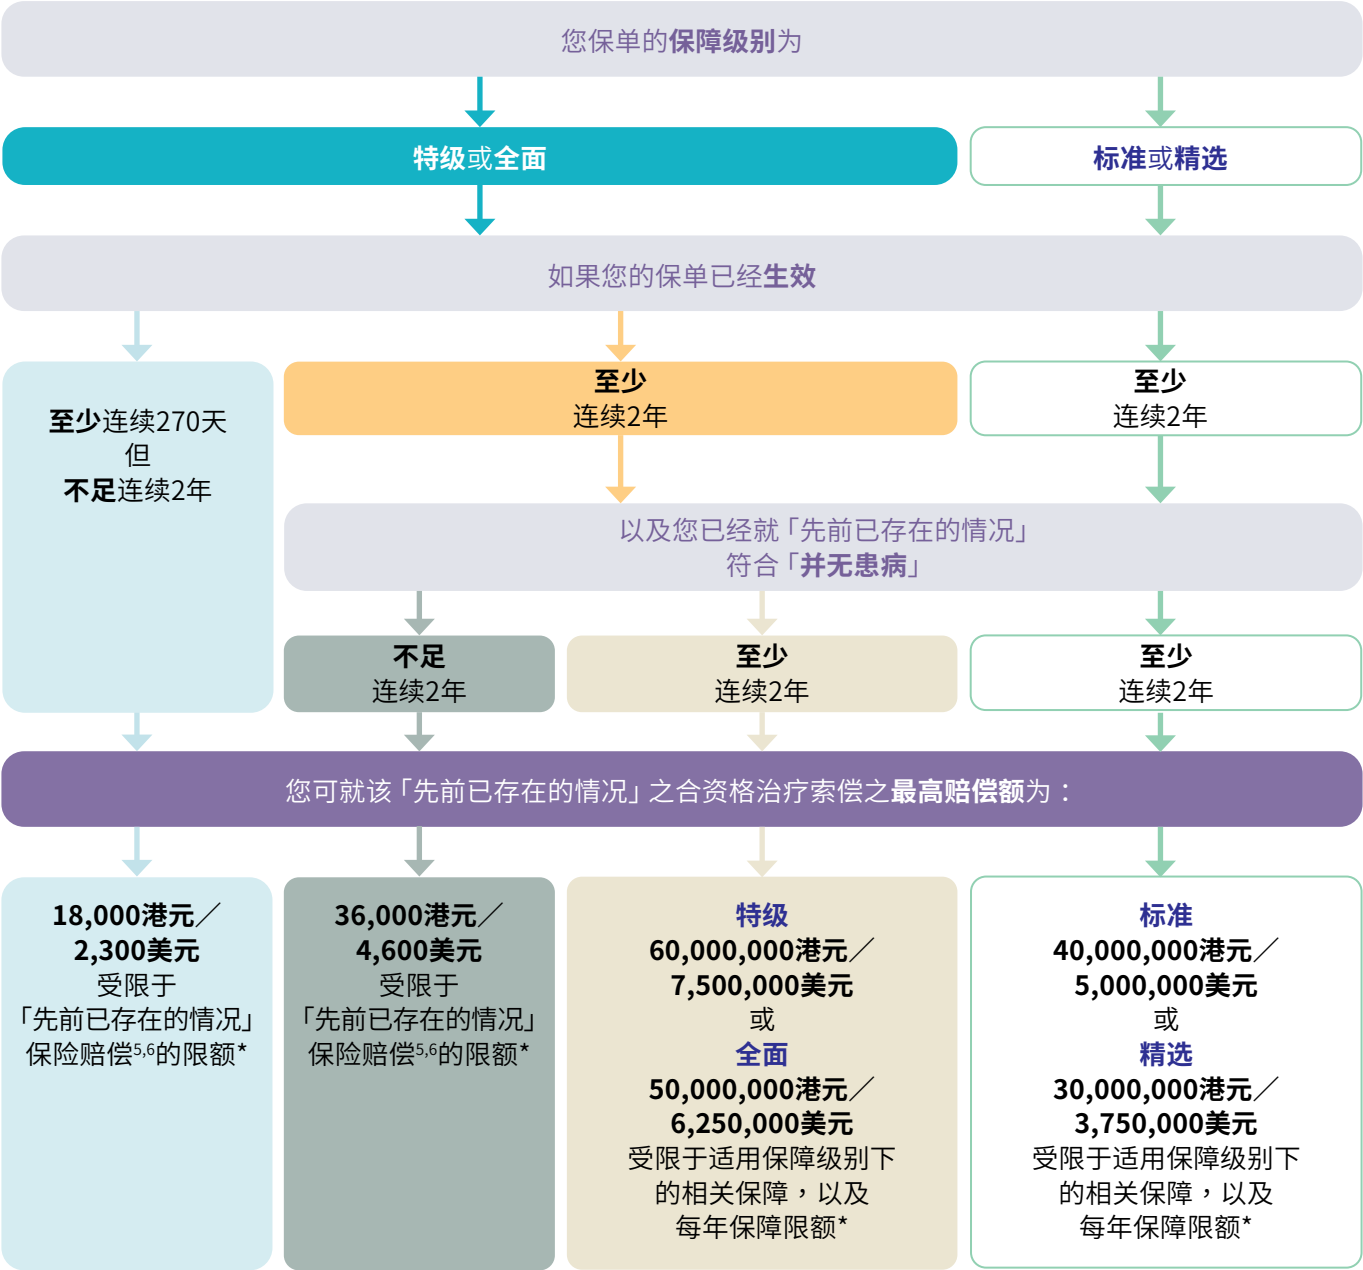 您保单的保障级别为
特级或全面
标准或精选
如果您的保单已经生效
至少连续270天
但
不足连续2年
至少
连续2年
至少
连续2年
以及您已经就「先前已存在的情况」
符合「并无患病」
不足
连续2年
至少
连续2年
至少
连续2年
您可就该「先前已存在的情况」之合资格治疗索偿之最高赔偿额为：
18,000港元／
2,300美元
受限于
「先前已存在的情况」
保险赔偿5,6的限额*
36,000港元／
4,600美元
受限于
「先前已存在的情况」
保险赔偿5,6的限额*
特级
60,000,000港元／
7,500,000美元
或
全面
50,000,000港元／
6,250,000美元
受限于适用保障级别下
的相关保障，以及
每年保障限额*
标准
40,000,000港元／
5,000,000美元
或
精选
30,000,000港元／
3,750,000美元
受限于适用保障级别下
的相关保障，以及
每年保障限额*